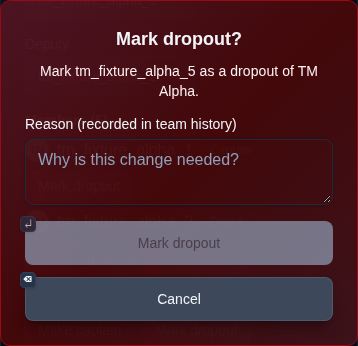 Mark dropout?
Mark tm_fixture_alpha_5 as a dropout of TM
Alpha.
Reason (recorded in team history)
Why is this change needed?
Mark dropout
Cancel